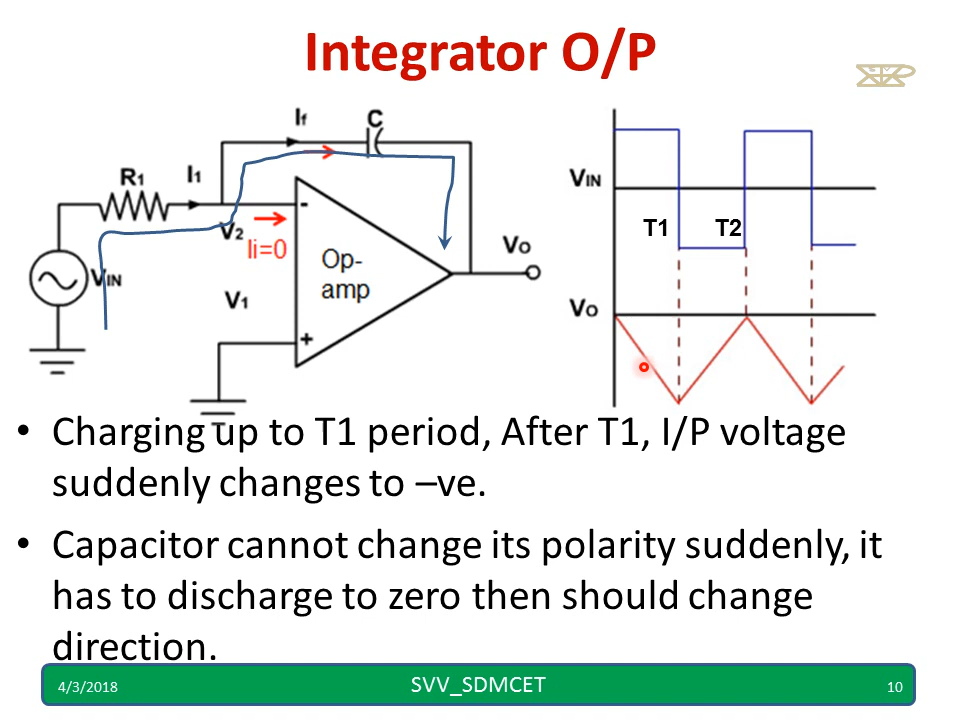 Integrator O/P
If
C
R1
I1
V2
Ii=0
VIN
V1
-
+
Op-
amp
VO
VIN
T1
T2
VO
• Charging up to T1 period, After T1, I/P voltage
suddenly changes to –ve.
• Capacitor cannot change its polarity suddenly, it
has to discharge to zero then should change
direction.
4/3/2018
SVV_SDMCET
10